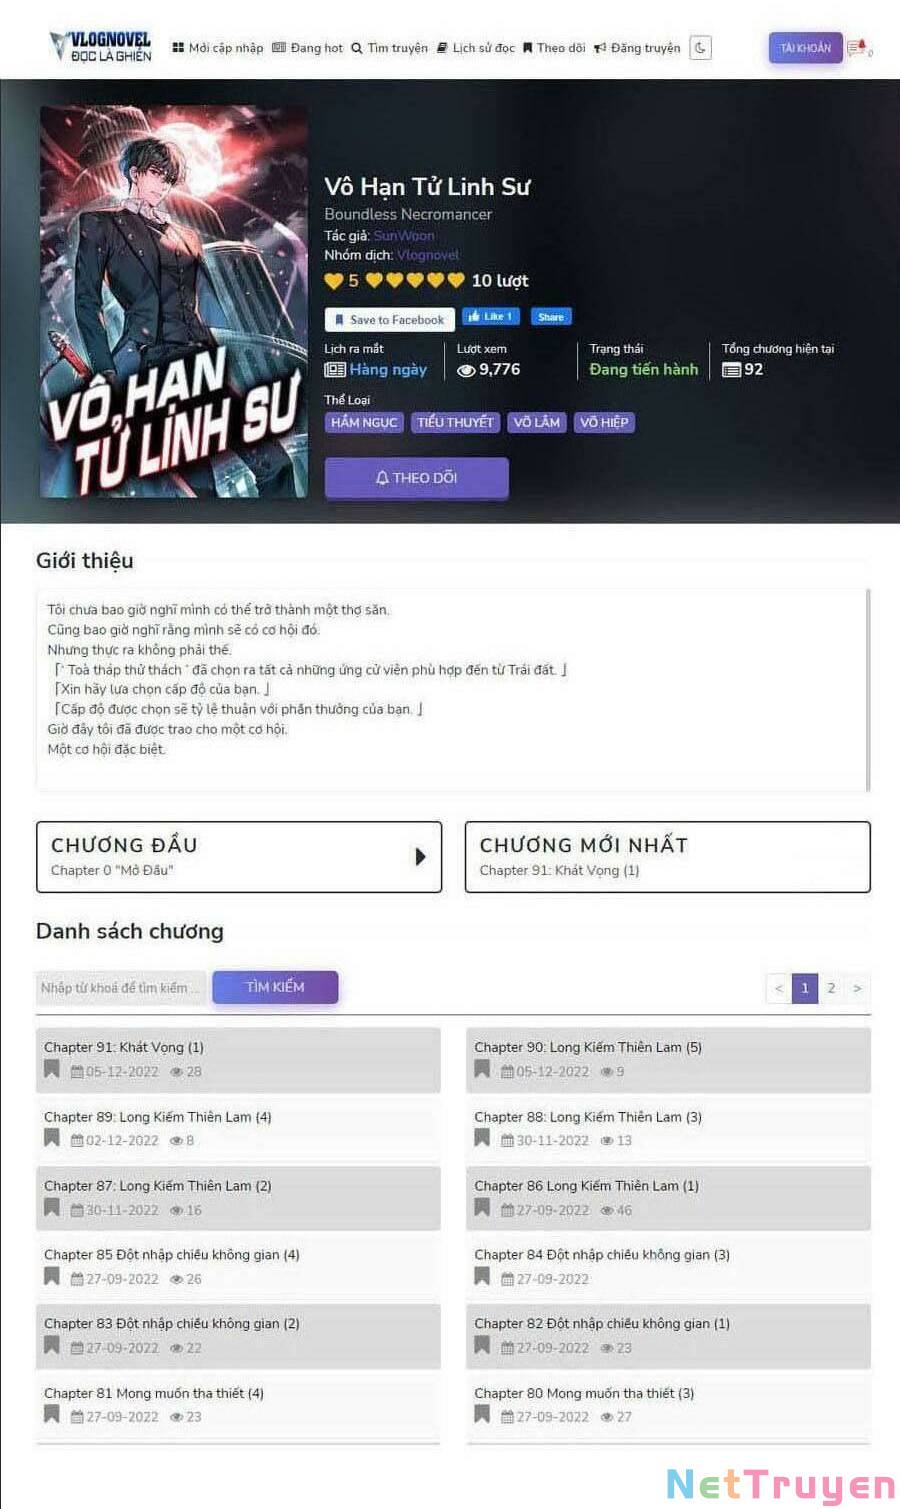 VLOGNOVEL
ĐỌC LÀ GHIỀN
Mới cập nhập Đang hot Tìm truyện Lịch sử đọc Theo dõi Đăng truyện
TÀI KHOẢN
0
VÔ HẠN
TỬ LINH SƯ
Vô Hạn Tử Linh Sư
Boundless Necromancer
Tác giả: SunWoon
Nhóm dịch: Vlognovel
5 10 lượt
Save to Facebook Like 1 Share
Lịch ra mắt Lượt xem Trạng thái Tổng chương hiện tại
Hàng ngày 9,776 Đang tiến hành 92
Thể Loại
HẦM NGỤC TIỂU THUYẾT VÕ LÂM VÕ HIỆP
THEO DÕI
Giới thiệu
Tôi chưa bao giờ nghĩ mình có thể trở thành một thợ săn.
Cũng bao giờ nghĩ rằng mình sẽ có cơ hội đó.
Nhưng thực ra không phải thế.
「' Toà tháp thử thách ' đã chọn ra tất cả những ứng cử viên phù hợp đến từ Trái đất. 」
「Xin hãy lựa chọn cấp độ của bạn. 」
「Cấp độ được chọn sẽ tỷ lệ thuận với phần thưởng của bạn. 」
Giờ đây tôi đã được trao cho một cơ hội.
Một cơ hội đặc biệt.
CHƯƠNG ĐẦU
Chapter 0 "Mở Đầu"
CHƯƠNG MỚI NHẤT
Chapter 91: Khát Vọng (1)
Danh sách chương
Nhập từ khoá để tìm kiếm ... TÌM KIẾM < 1 2 >
Chapter 91: Khát Vọng (1)
05-12-2022 28
Chapter 90: Long Kiếm Thiên Lam (5)
05-12-2022 9
Chapter 89: Long Kiếm Thiên Lam (4)
02-12-2022 8
Chapter 88: Long Kiếm Thiên Lam (3)
30-11-2022 13
Chapter 87: Long Kiếm Thiên Lam (2)
30-11-2022 16
Chapter 86 Long Kiếm Thiên Lam (1)
27-09-2022 46
Chapter 85 Đột nhập chiều không gian (4)
27-09-2022 26
Chapter 84 Đột nhập chiều không gian (3)
27-09-2022
Chapter 83 Đột nhập chiều không gian (2)
27-09-2022 22
Chapter 82 Đột nhập chiều không gian (1)
27-09-2022 23
Chapter 81 Mong muốn tha thiết (4)
27-09-2022 23
Chapter 80 Mong muốn tha thiết (3)
27-09-2022 27
NetTruyen